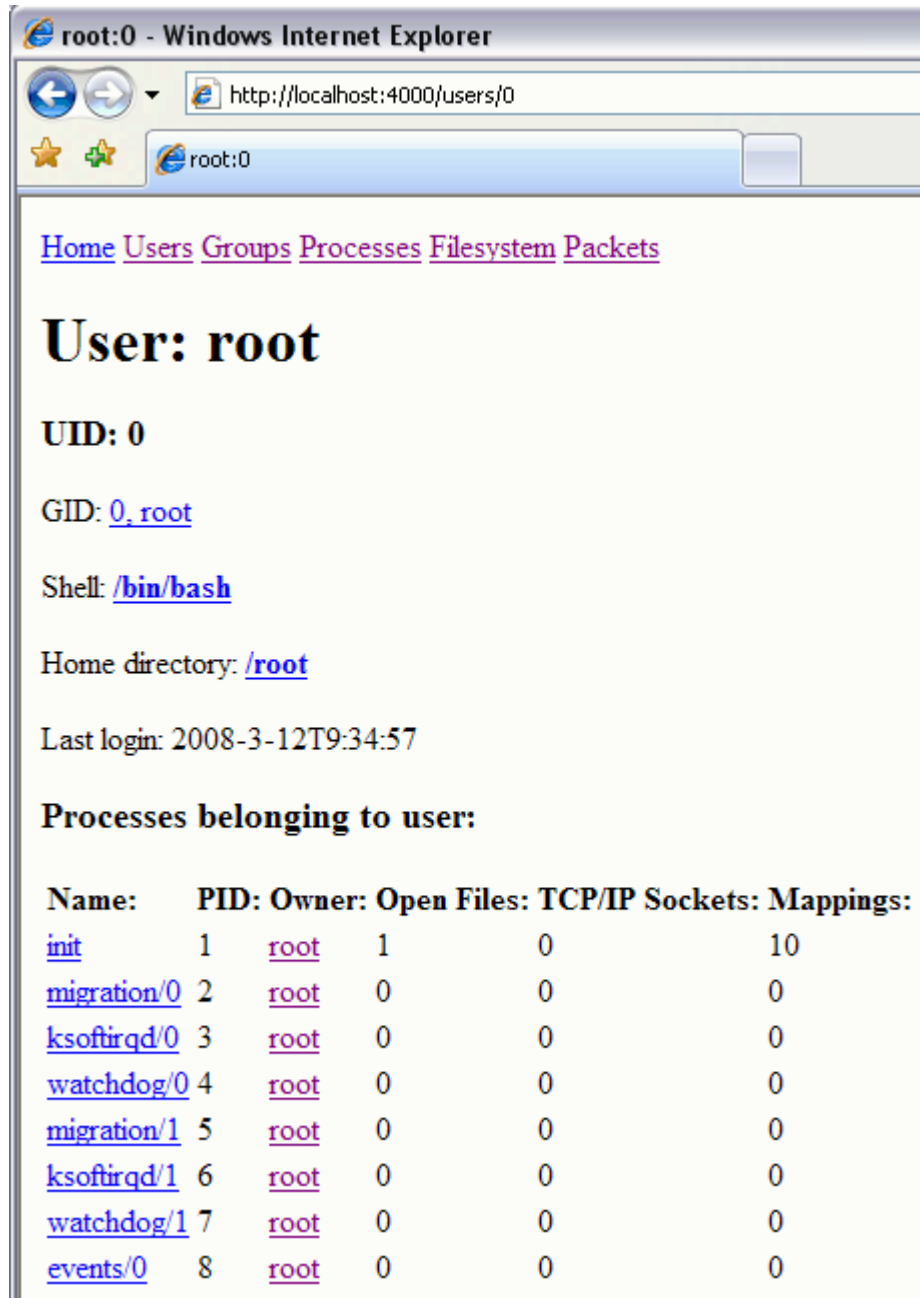 root:0 - Windows Internet Explorer
http://localhost:4000/users/0
root:0
Home Users Groups Processes Filesystem Packets
User: root
UID: 0
GID: 0, root
Shell: /bin/bash
Home directory: /root
Last login: 2008-3-12T9:34:57
Processes belonging to user:
Name: PID: Owner: Open Files: TCP/IP Sockets: Mappings:
init 1 root 1 0 10
migration/0 2 root 0 0 0
ksoftirqd/0 3 root 0 0 0
watchdog/0 4 root 0 0 0
migration/1 5 root 0 0 0
ksoftirqd/1 6 root 0 0 0
watchdog/1 7 root 0 0 0
events/0 8 root 0 0 0